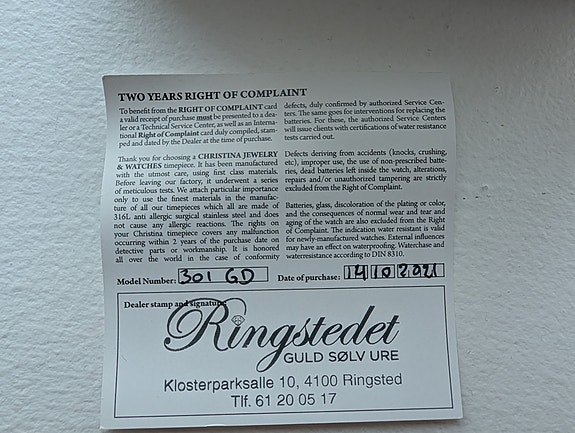 TWO YEARS RIGHT OF COMPLAINT
To benefit from the RIGHT OF COMPLAINT card
a valid receipt of purchase must be presented to a dea-
ler or a Technical Service Center, as well as an Interna-
tional Right of Complaint card duly compiled, stam-
ped and dated by the Dealer at the time of purchase.
Thank you for choosing a CHRISTINA JEWELRY
& WATCHES timepiece. It has been manufactured
with the utmost care, using first class materials.
Before leaving our factory, it underwent a series
of meticulous tests. We attach particular importance
only to use the finest materials in the manufac-
ture of all our timepieces which all are made of
316L anti allergic surgical stainless steel and does
not cause any allergic reactions. The rights on
your Christina timepiece covers any malfunction
occurring within 2 years of the purchase date on
detective parts or workmanship. It is honored
all over the world in the case of conformity
defects, duly confirmed by authorized Service Cen-
ters. The same goes for interventions for replacing the
batteries. For these, the authorized Service Centers
will issue clients with certifications of water resistance
tests carried out.
Defects deriving from accidents (knocks, crushing,
etc), improper use, the use of non-prescribed batte-
ries, dead batteries left inside the watch, alterations,
repairs and/or unauthorized tampering are strictly
excluded from the Right of Complaint.
Batteries, glass, discoloration of the plating or color,
and the consequences of normal wear and tear and
aging of the watch are also excluded from the Right
of Complaint. The indication water resistant is valid
for newly-manufactured watches. External influences
may have an effect on waterproofing. Waterchase and
waterresistance according to DIN 8310.
Model Number: 301 GD Date of purchase: 14 10 2021
Dealer stamp and signature
Ringstedet
GULD SØLV URE
Klosterparksalle 10, 4100 Ringsted
Tlf. 61 20 05 17